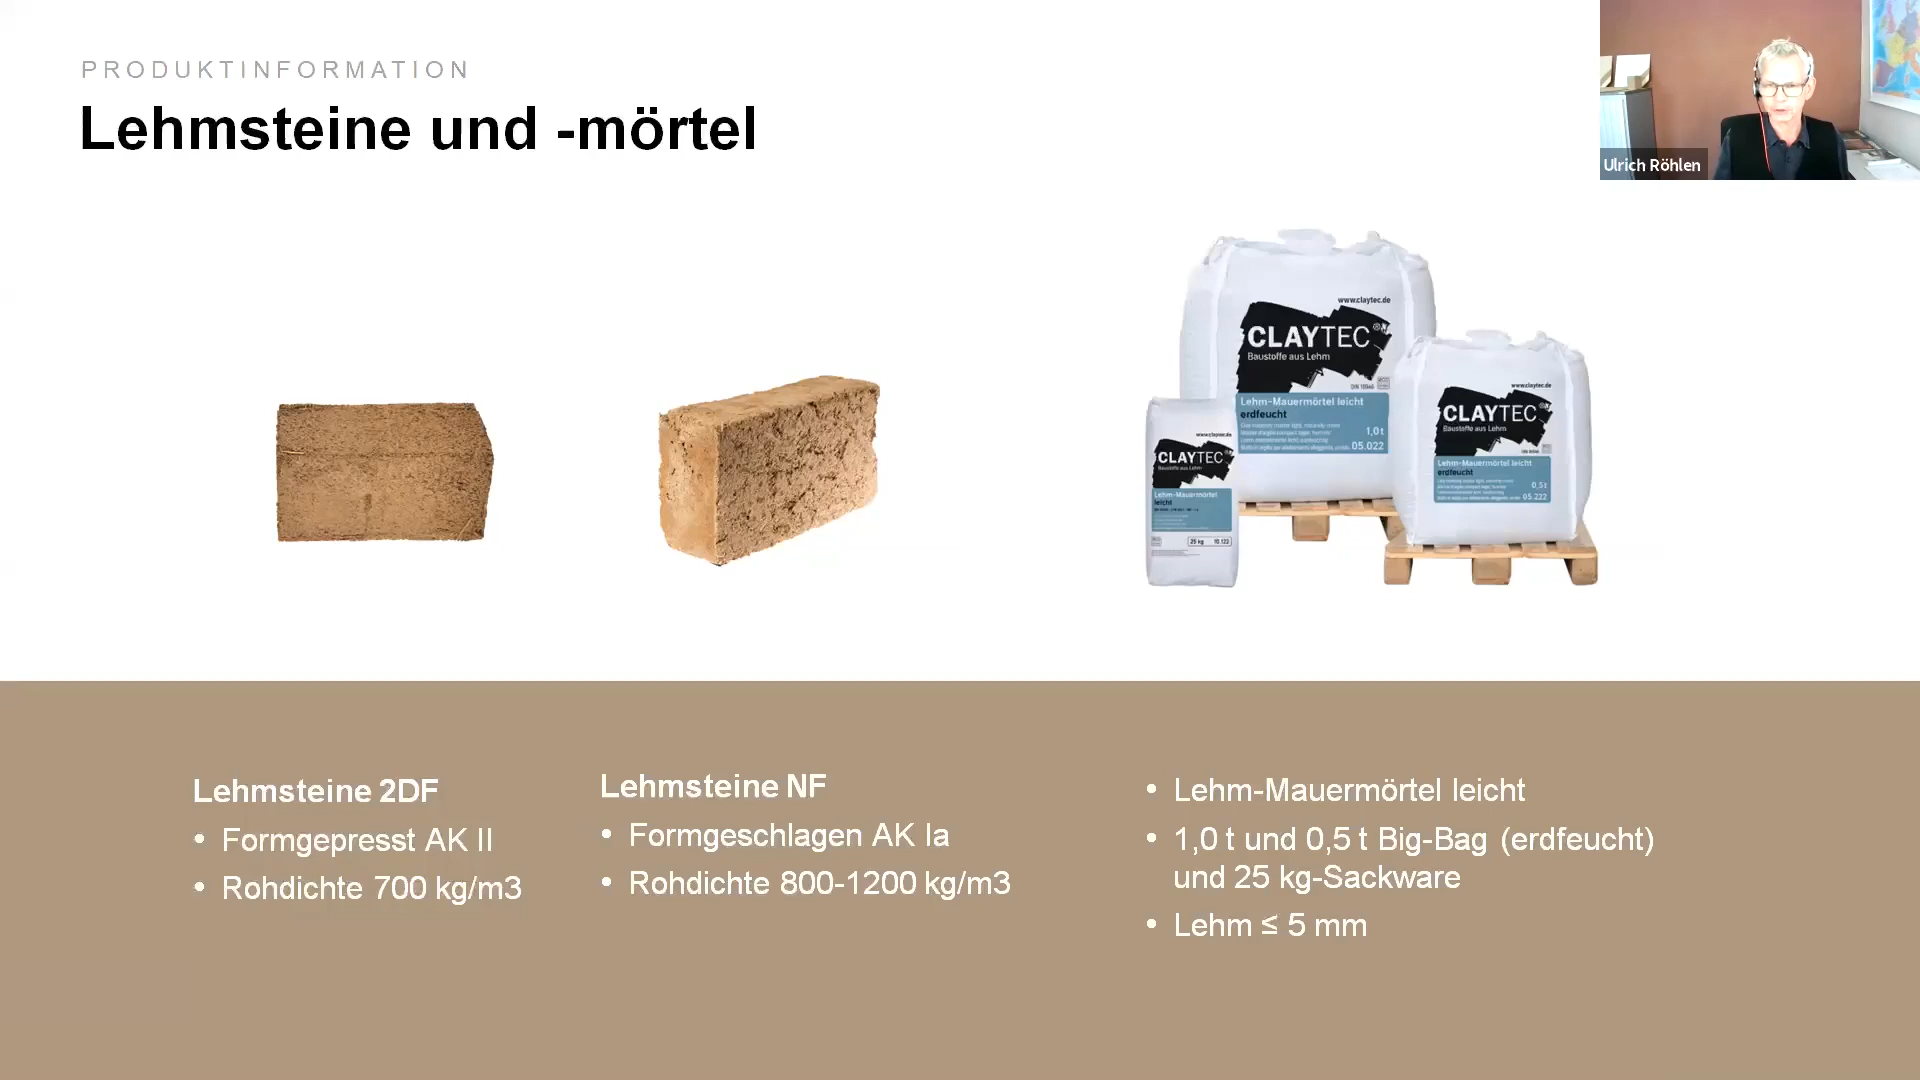 PRODUKTINFORMATION
Lehmsteine und -mörtel
Ulrich Röhlen
www.claytec.de
CLAYTEC
Baustoffe aus Lehm
Lehm-Mauermörtel leicht
erdfeucht
1,0 t
05.022
www.claytec.de
CLAYTEC
Baustoffe aus Lehm
Lehm-Mauermörtel leicht
erdfeucht
0,5 t
05.222
www.claytec.de
CLAYTEC
Baustoffe aus Lehm
Lehm-Mauermörtel
leicht
25 kg 10.122
Lehmsteine 2DF
• Formgepresst AK II
• Rohdichte 700 kg/m3
Lehmsteine NF
• Formgeschlagen AK Ia
• Rohdichte 800-1200 kg/m3
• Lehm-Mauermörtel leicht
• 1,0 t und 0,5 t Big-Bag (erdfeucht)
und 25 kg-Sackware
• Lehm ≤ 5 mm